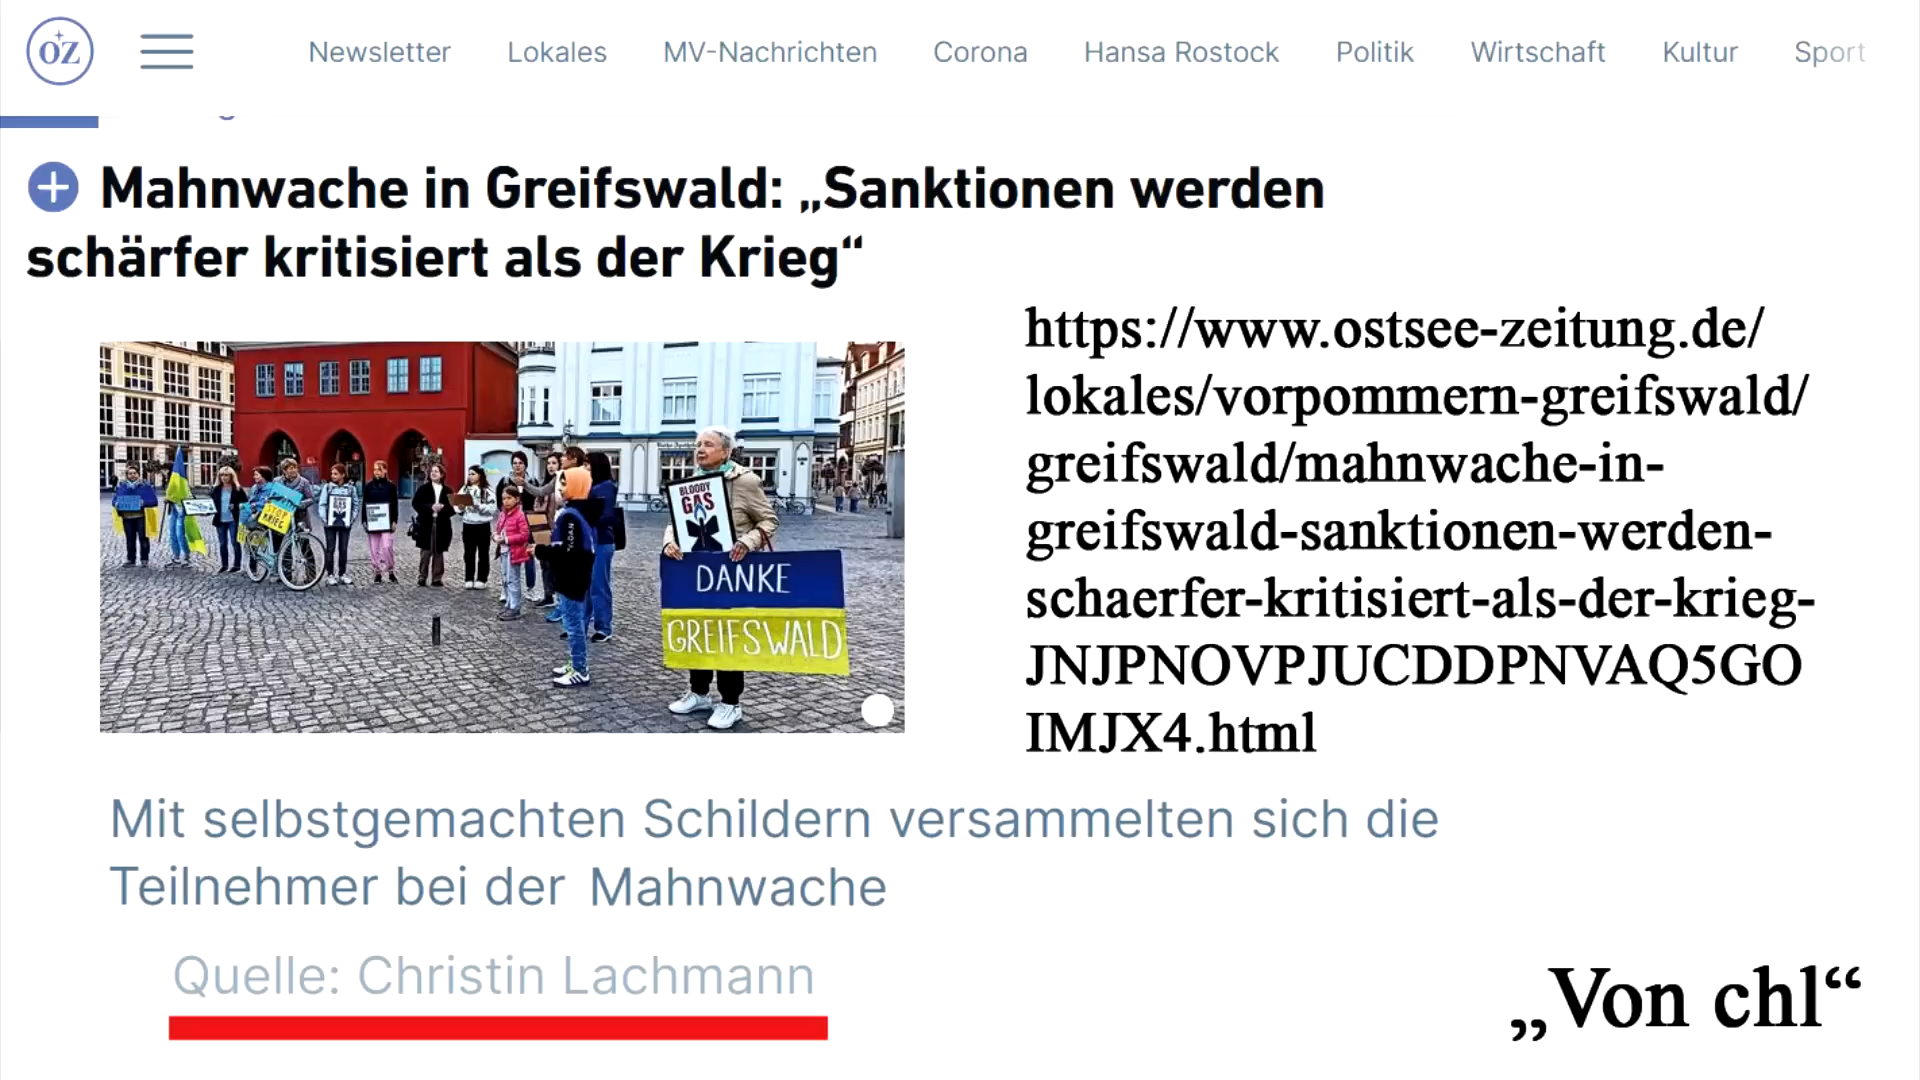 OZ
Newsletter Lokales MV-Nachrichten Corona Hansa Rostock Politik Wirtschaft Kultur Sport
Mahnwache in Greifswald: „Sanktionen werden
schärfer kritisiert als der Krieg“
BLOODY
GAS
STOP
KRIEG
DANKE
GREIFSWALD
https://www.ostsee-zeitung.de/
lokales/vorpommern-greifswald/
greifswald/mahnwache-in-
greifswald-sanktionen-werden-
schaerfer-kritisiert-als-der-krieg-
JNJPNOVPJUCDDPNVAQ5GO
IMJX4.html
Mit selbstgemachten Schildern versammelten sich die
Teilnehmer bei der Mahnwache
Quelle: Christin Lachmann
„Von chl“